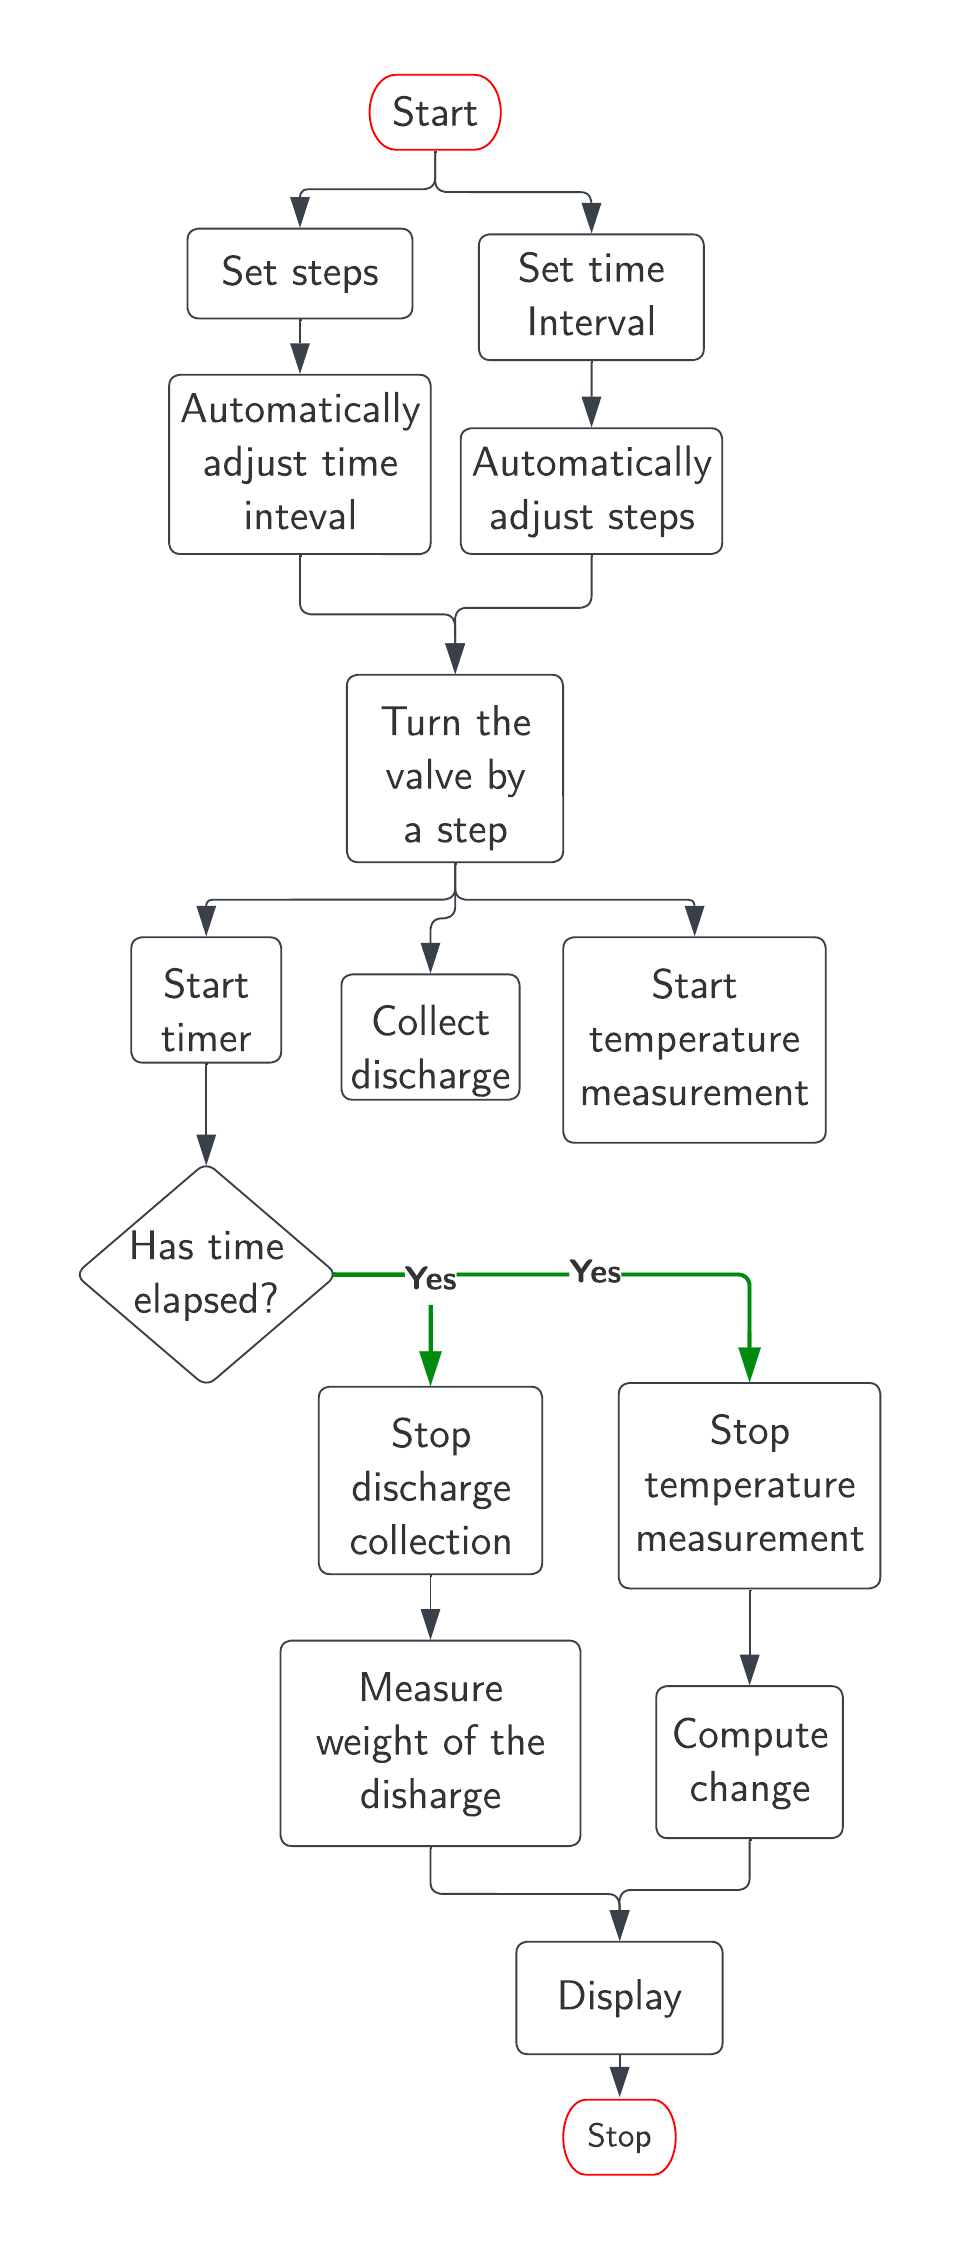 Start
Set steps
Set time
Interval
Automatically
adjust time
inteval
Automatically
adjust steps
Turn the
valve by
a step
Start
timer
Collect
discharge
Start
temperature
measurement
Has time
elapsed?
Yes
Yes
Stop
discharge
collection
Stop
temperature
measurement
Measure
weight of the
disharge
Compute
change
Display
Stop